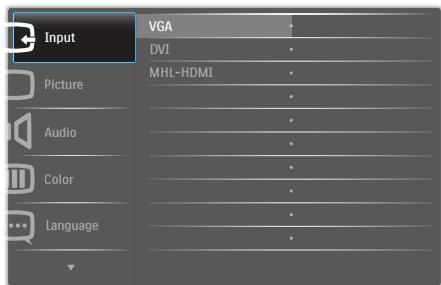 Input
Picture
Audio
Color
Language
VGA
DVI
MHL-HDMI